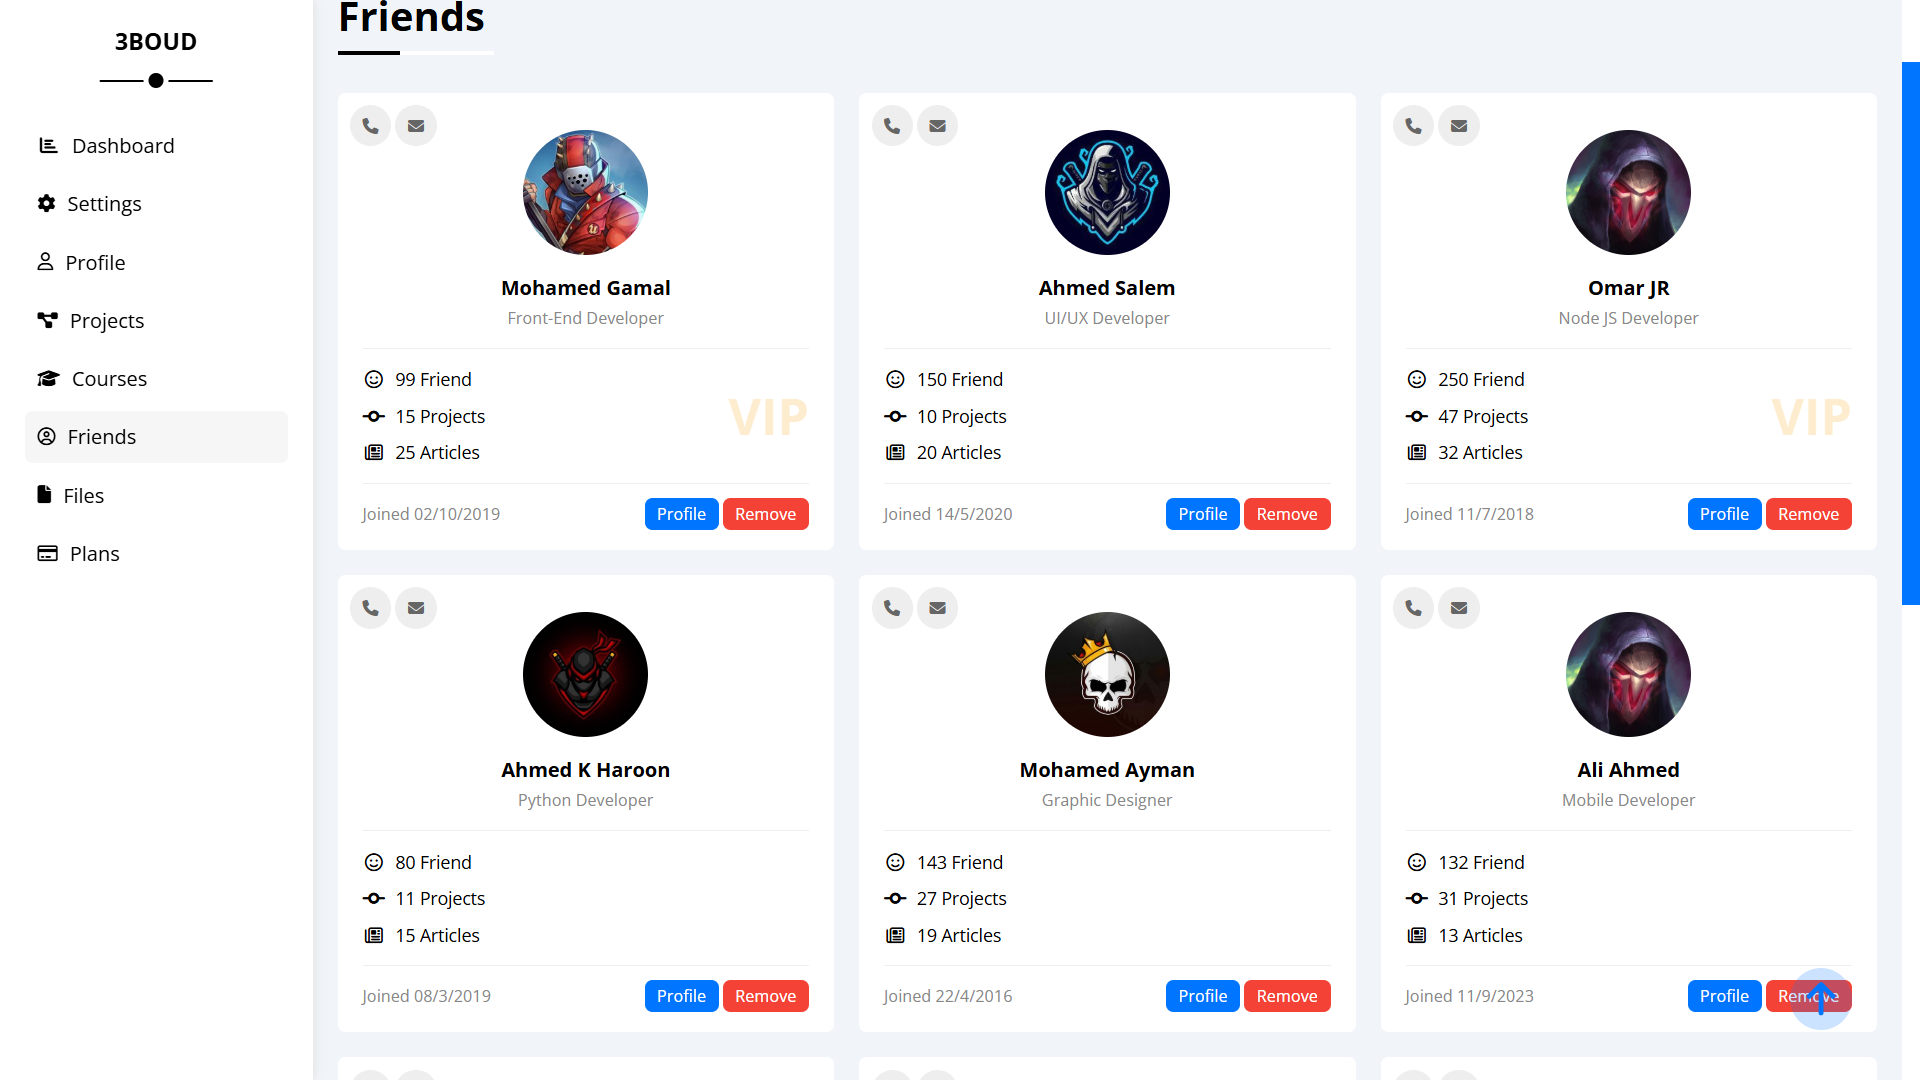 3BOUD
Dashboard
Settings
Profile
Projects
Courses
Friends
Files
Plans
Friends
Mohamed Gamal
Front-End Developer
99 Friend
15 Projects
25 Articles
VIP
Joined 02/10/2019
Profile
Remove
Ahmed Salem
UI/UX Developer
150 Friend
10 Projects
20 Articles
Joined 14/5/2020
Profile
Remove
Omar JR
Node JS Developer
250 Friend
47 Projects
32 Articles
VIP
Joined 11/7/2018
Profile
Remove
Ahmed K Haroon
Python Developer
80 Friend
11 Projects
15 Articles
Joined 08/3/2019
Profile
Remove
Mohamed Ayman
Graphic Designer
143 Friend
27 Projects
19 Articles
Joined 22/4/2016
Profile
Remove
Ali Ahmed
Mobile Developer
132 Friend
31 Projects
13 Articles
Joined 11/9/2023
Profile
Remove